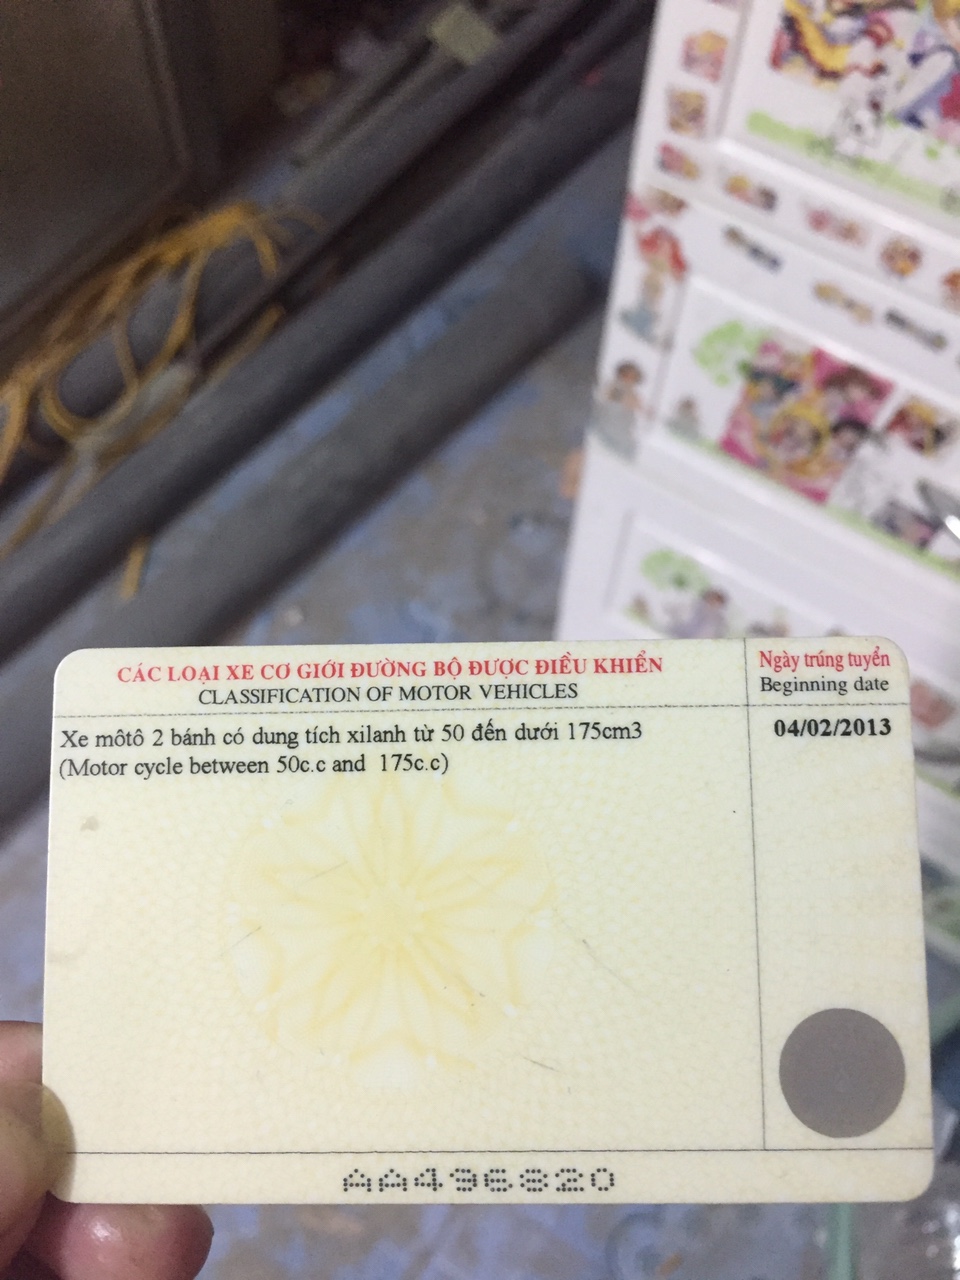 CÁC LOẠI XE CƠ GIỚI ĐƯỜNG BỘ ĐƯỢC ĐIỀU KHIỂN
CLASSIFICATION OF MOTOR VEHICLES
Ngày trúng tuyển
Beginning date
Xe môtô 2 bánh có dung tích xilanh từ 50 đến dưới 175cm3
(Motor cycle between 50c.c and 175c.c)
04/02/2013
AA496820